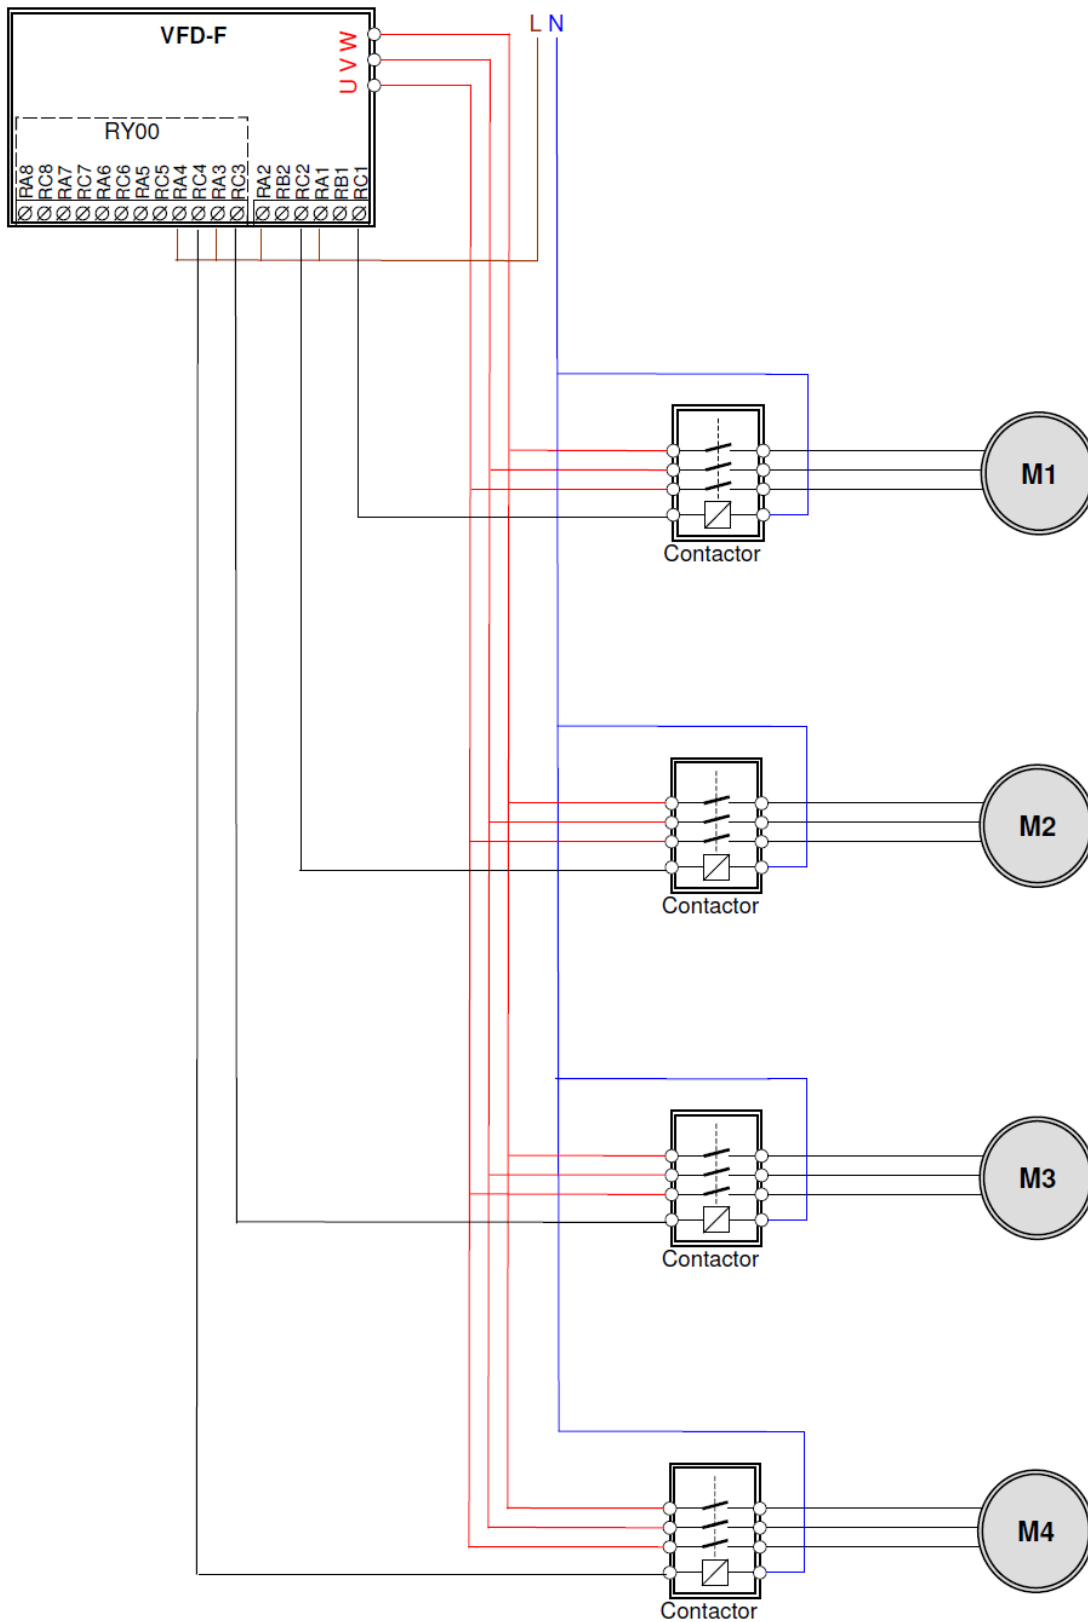 VFD-F
L N
U V W
RY00
RA8 RC8 RA7 RC7 RA6 RC6 RA5 RC5 RA4 RC4 RA3 RC3 RA2 RB2 RC2 RA1 RB1 RC1
M1
Contactor
M2
Contactor
M3
Contactor
M4
Contactor